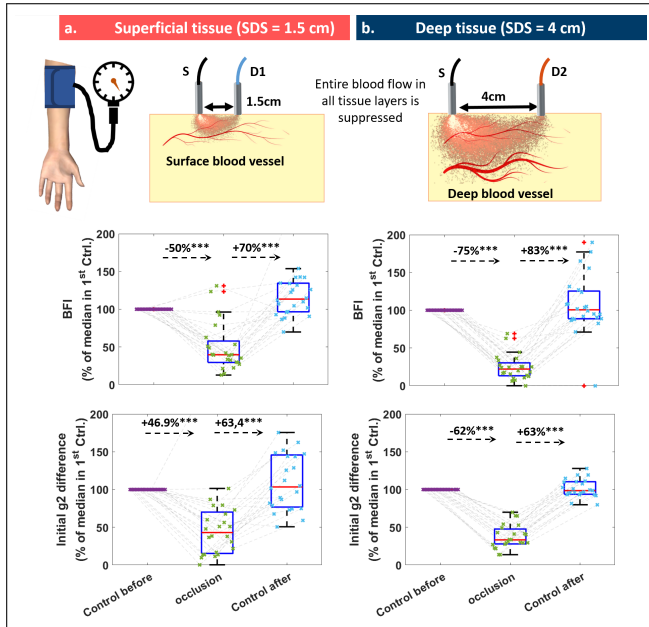 a. Superficial tissue (SDS = 1.5 cm)
b. Deep tissue (SDS = 4 cm)
S
D1
1.5cm
Surface blood vessel
Entire blood flow in
all tissue layers is
suppressed
S
D2
4cm
Deep blood vessel
BFI
(% of median in 1st Ctrl.)
200
150
100
50
0
-50%***
+70%***
BFI
(% of median in 1st Ctrl.)
200
150
100
50
0
-75%***
+83%***
Initial g2 difference
(% of median in 1st Ctrl.)
200
150
100
50
0
+46.9%***
+63,4***
Control before
occlusion
Control after
Initial g2 difference
(% of median in 1st Ctrl.)
200
150
100
50
0
-62%***
+63%***
Control before
occlusion
Control after